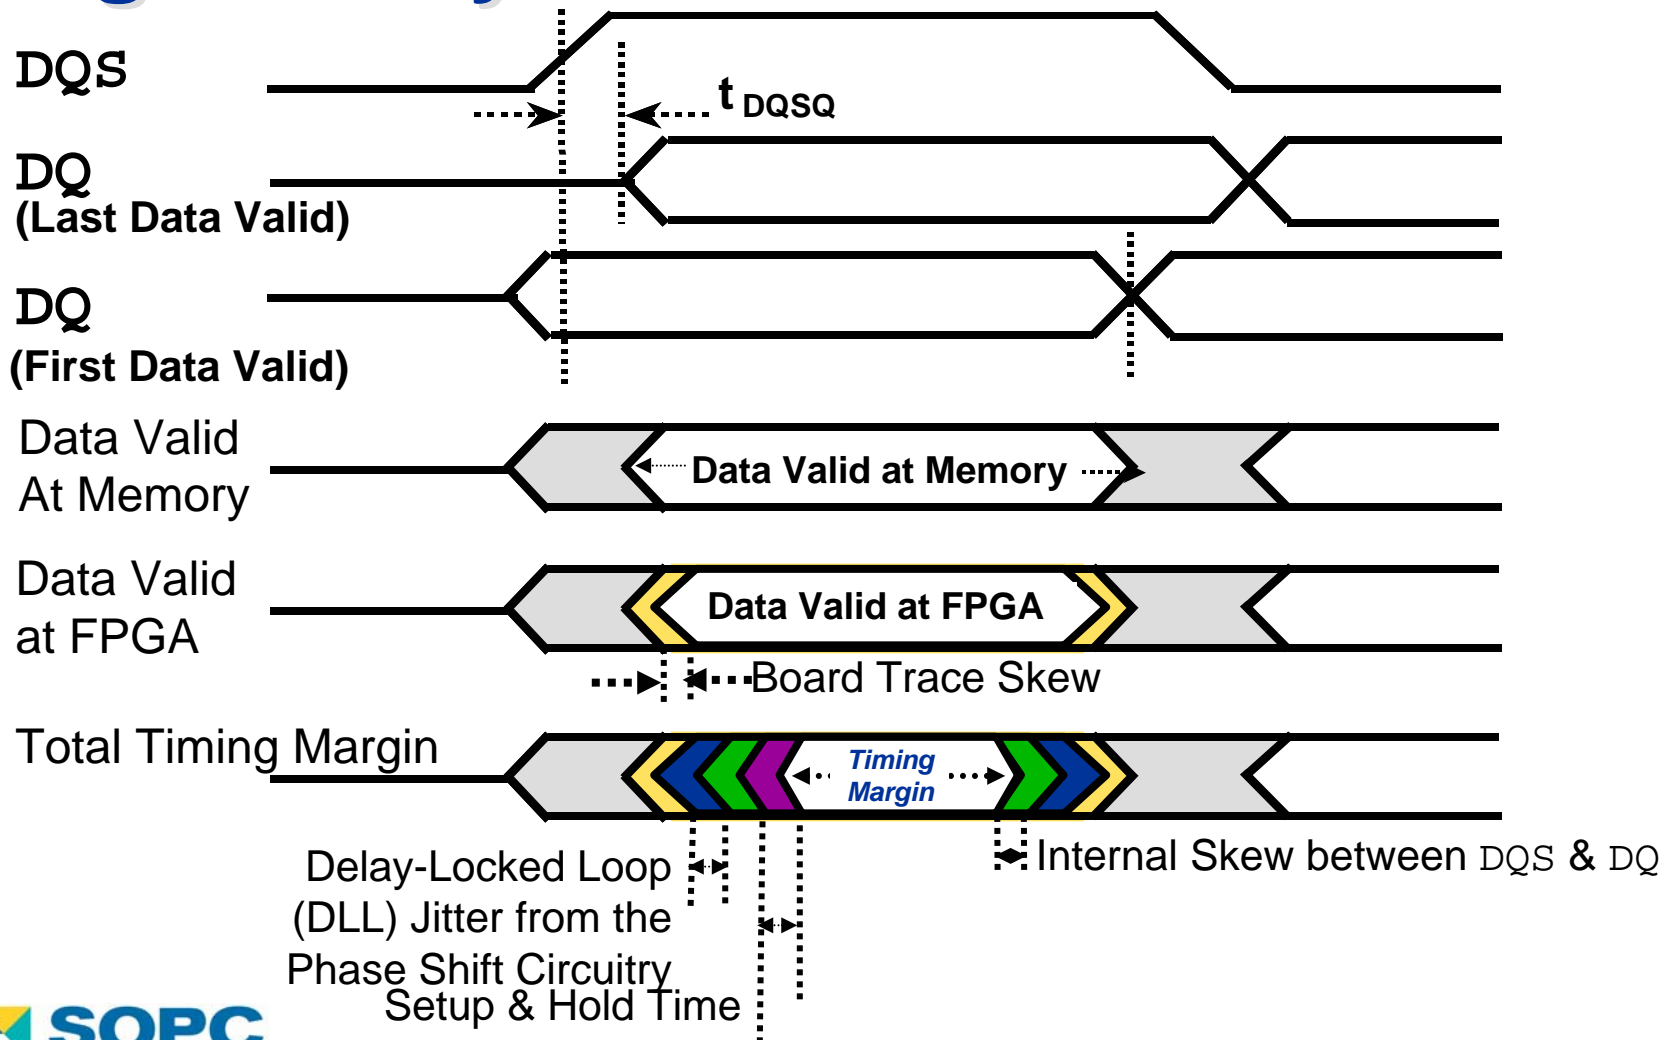 DQS
t DQSQ
DQ
(Last Data Valid)
DQ
(First Data Valid)
Data Valid
At Memory
Data Valid at Memory
Data Valid
at FPGA
Data Valid at FPGA
Board Trace Skew
Total Timing Margin
Timing
Margin
Internal Skew between DQS & DQ
Delay-Locked Loop
(DLL) Jitter from the
Phase Shift Circuitry
Setup & Hold Time
SOPC